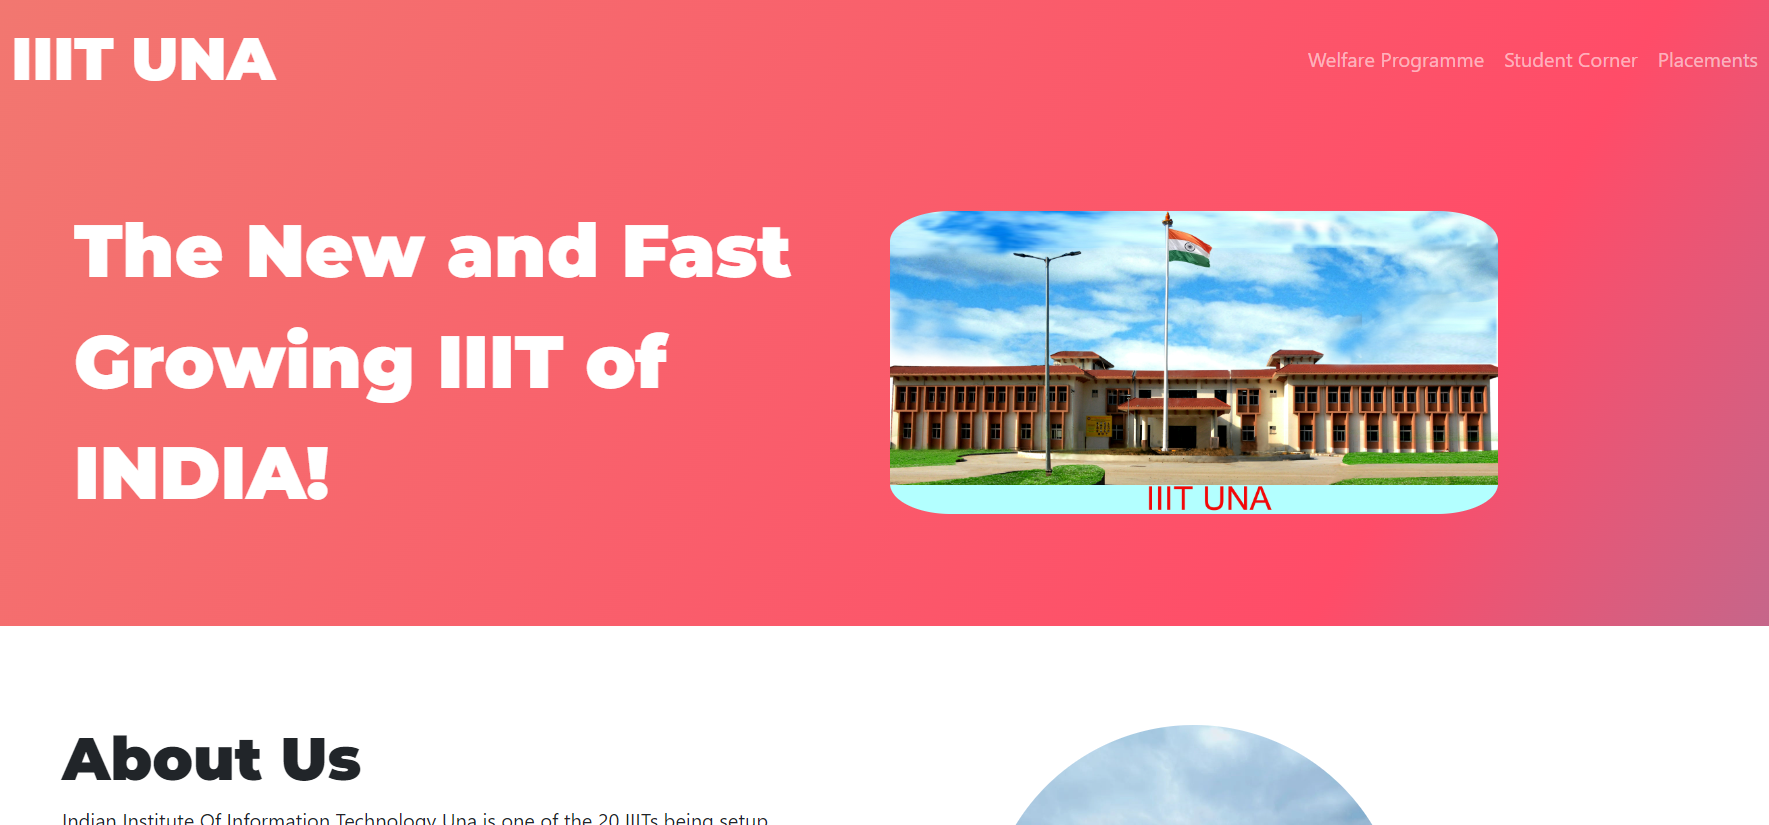 IIIT UNA
Welfare Programme Student Corner Placements
The New and Fast
Growing IIIT of
INDIA!
IIIT UNA
About Us
Indian Institute Of Information Technology Una is one of the 20 IIITs being setup